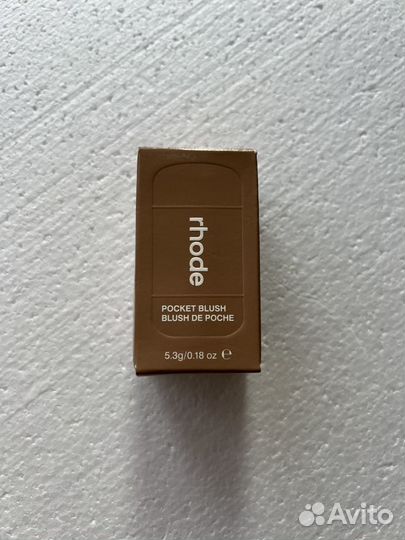 rhode
POCKET BLUSH
BLUSH DE POCHE
5.3g/0.18 oz ℮
Avito